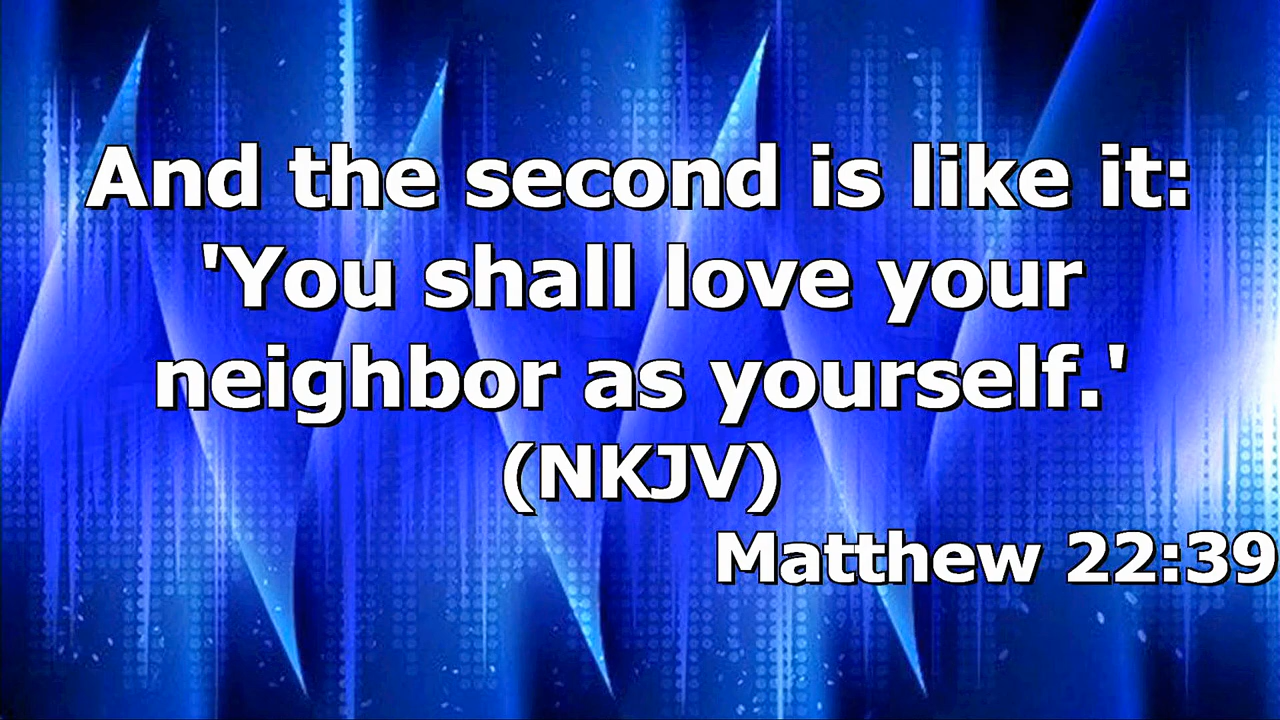 And the second is like it:
'You shall love your
neighbor as yourself.'
(NKJV)
Matthew 22:39